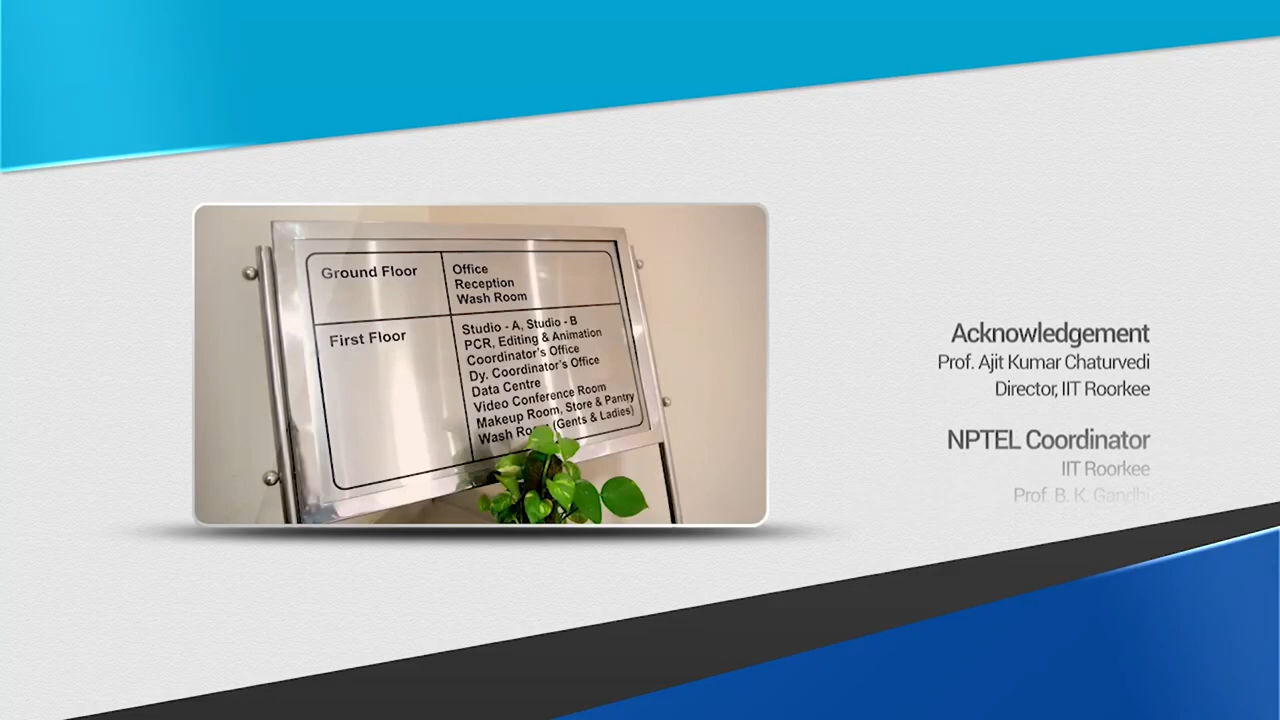 Ground Floor
Office
Reception
Wash Room
First Floor
Studio - A, Studio - B
PCR, Editing & Animation
Coordinator's Office
Dy. Coordinator's Office
Data Centre
Video Conference Room
Makeup Room, Store & Pantry
Wash Room (Gents & Ladies)
Acknowledgement
Prof. Ajit Kumar Chaturvedi
Director, IIT Roorkee
NPTEL Coordinator
IIT Roorkee
Prof. B. K. Gandhi